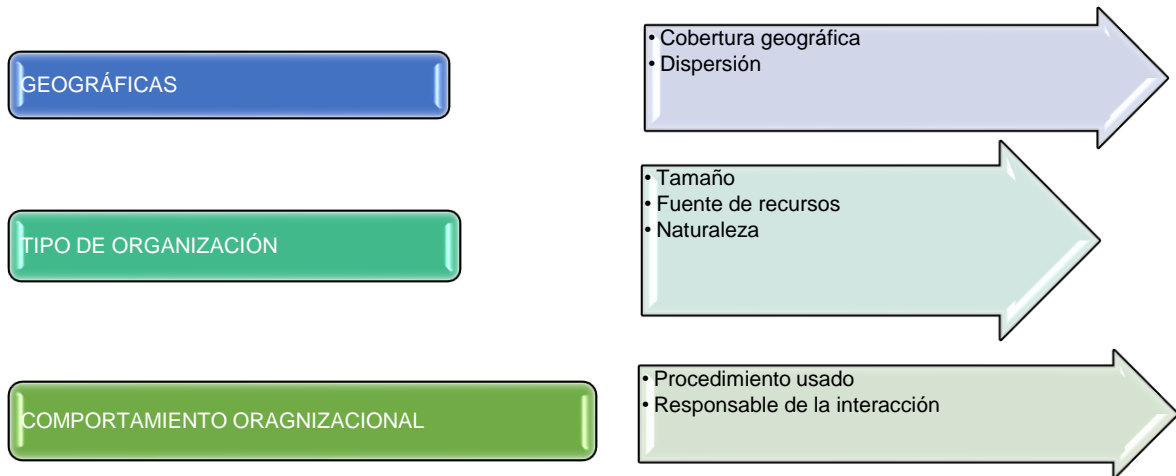 GEOGRÁFICAS
• Cobertura geográfica
• Dispersión
TIPO DE ORGANIZACIÓN
• Tamaño
• Fuente de recursos
• Naturaleza
COMPORTAMIENTO ORAGNIZACIONAL
• Procedimiento usado
• Responsable de la interacción